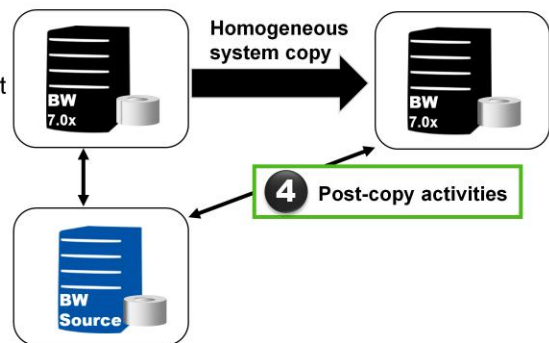 Homogeneous
system copy
t
BW
7.0x
BW
7.0x
4 Post-copy activities
BW
Source